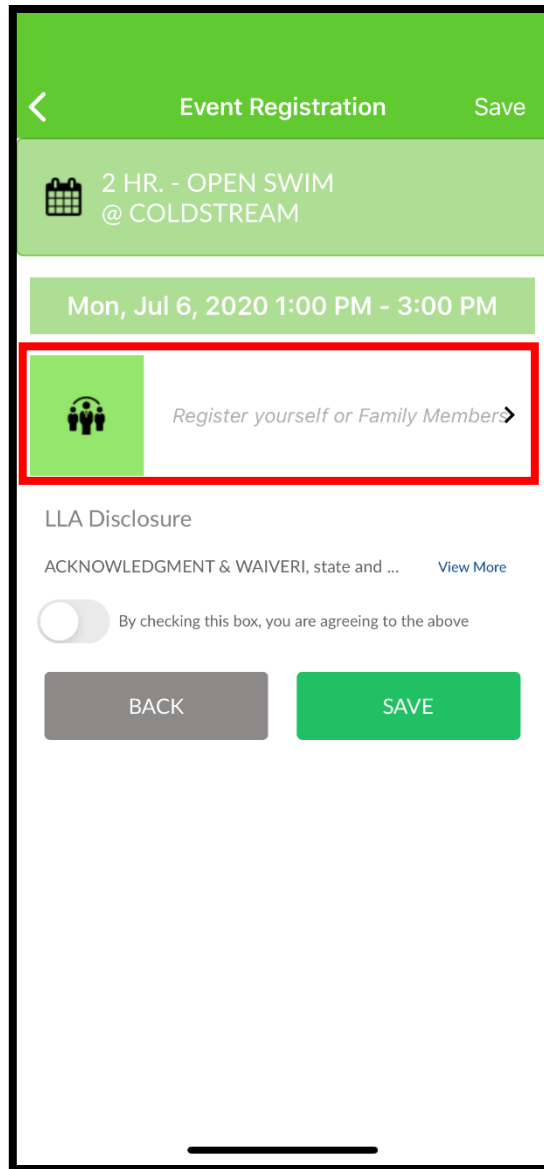 Event Registration Save
2 HR. - OPEN SWIM
@ COLDSTREAM
Mon, Jul 6, 2020 1:00 PM - 3:00 PM
Register yourself or Family Members
LLA Disclosure
ACKNOWLEDGMENT & WAIVERI, state and ... View More
By checking this box, you are agreeing to the above
BACK SAVE